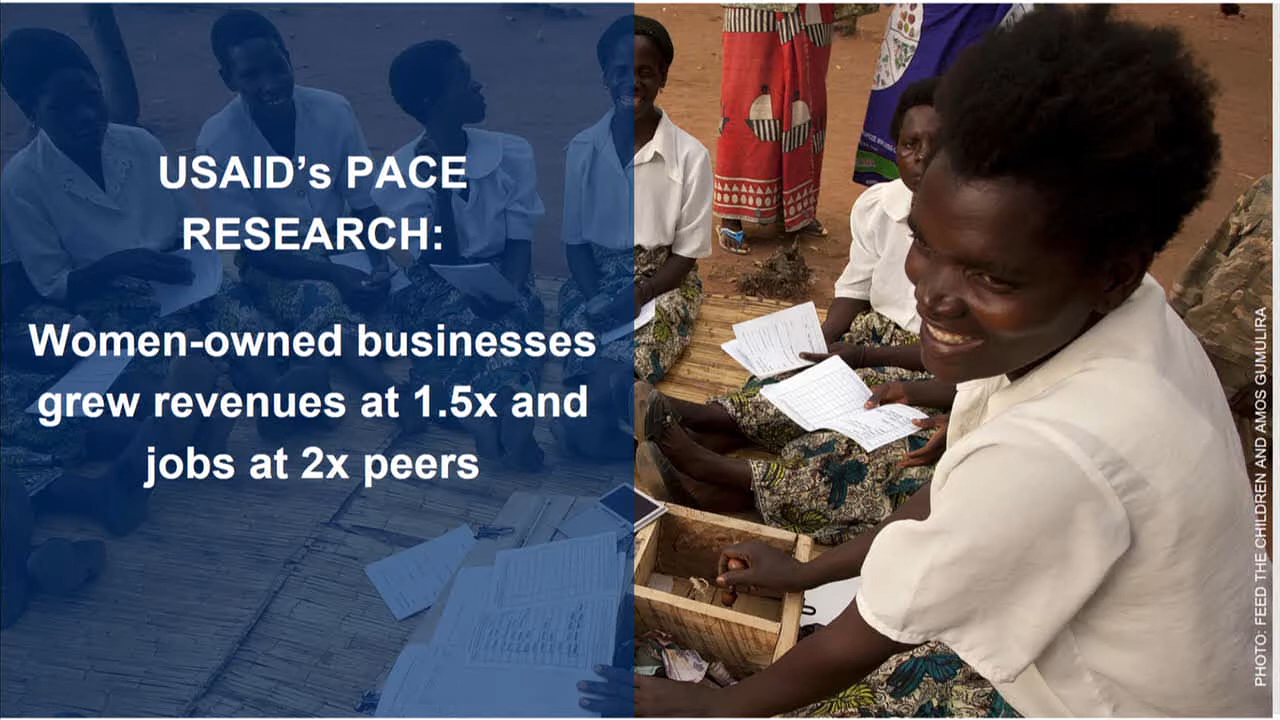 USAID’s PACE
RESEARCH:
Women-owned businesses
grew revenues at 1.5x and
jobs at 2x peers
PHOTO: FEED THE CHILDREN AND AMOS GUMULIRA